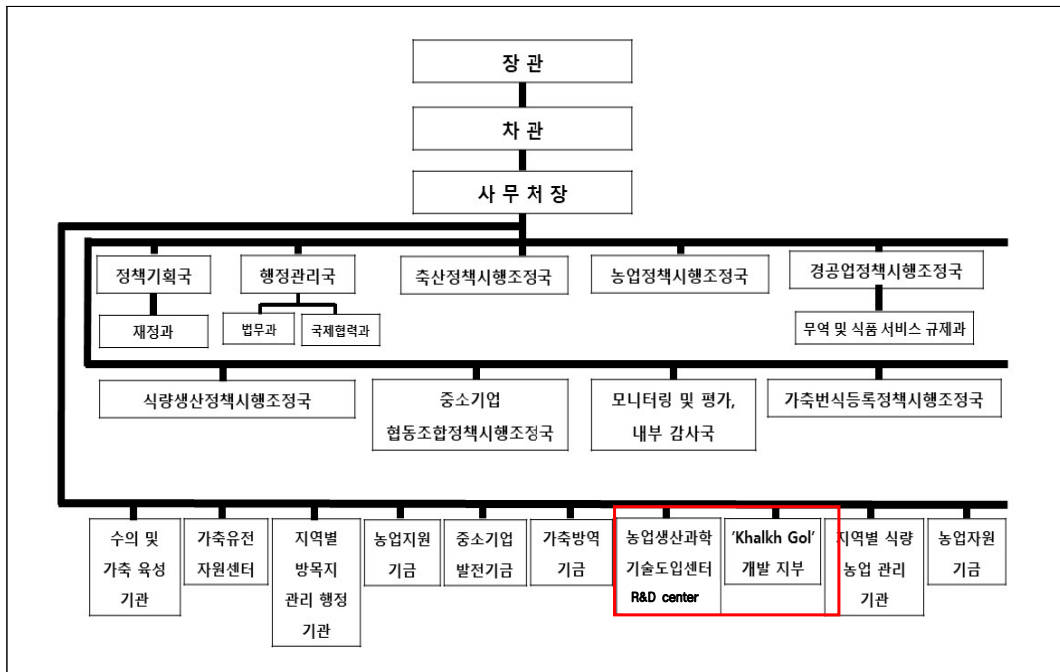 장 관
차 관
사 무 처 장
정책기획국
행정관리국
축산정책시행조정국
농업정책시행조정국
경공업정책시행조정국
재정과
법무과
국제협력과
무역 및 식품 서비스 규제과
식량생산정책시행조정국
중소기업
협동조합정책시행조정국
모니터링 및 평가,
내부 감사국
가축번식등록정책시행조정국
수의 및
가축 육성
기관
가축유전
자원센터
지역별
방목지
관리 행정
기관
농업지원
기금
중소기업
발전기금
가축방역
기금
농업생산과학
기술도입센터
R&D center
'Khalkh Gol'
개발 지부
지역별 식량
농업 관리
기관
농업자원
기금